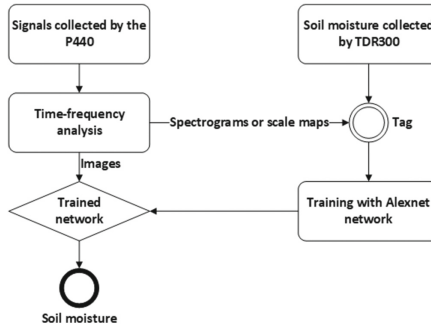 Signals collected by the
P440
Soil moisture collected
by TDR300
Time-frequency
analysis
Spectrograms or scale maps
Tag
Images
Trained
network
Training with Alexnet
network
Soil moisture